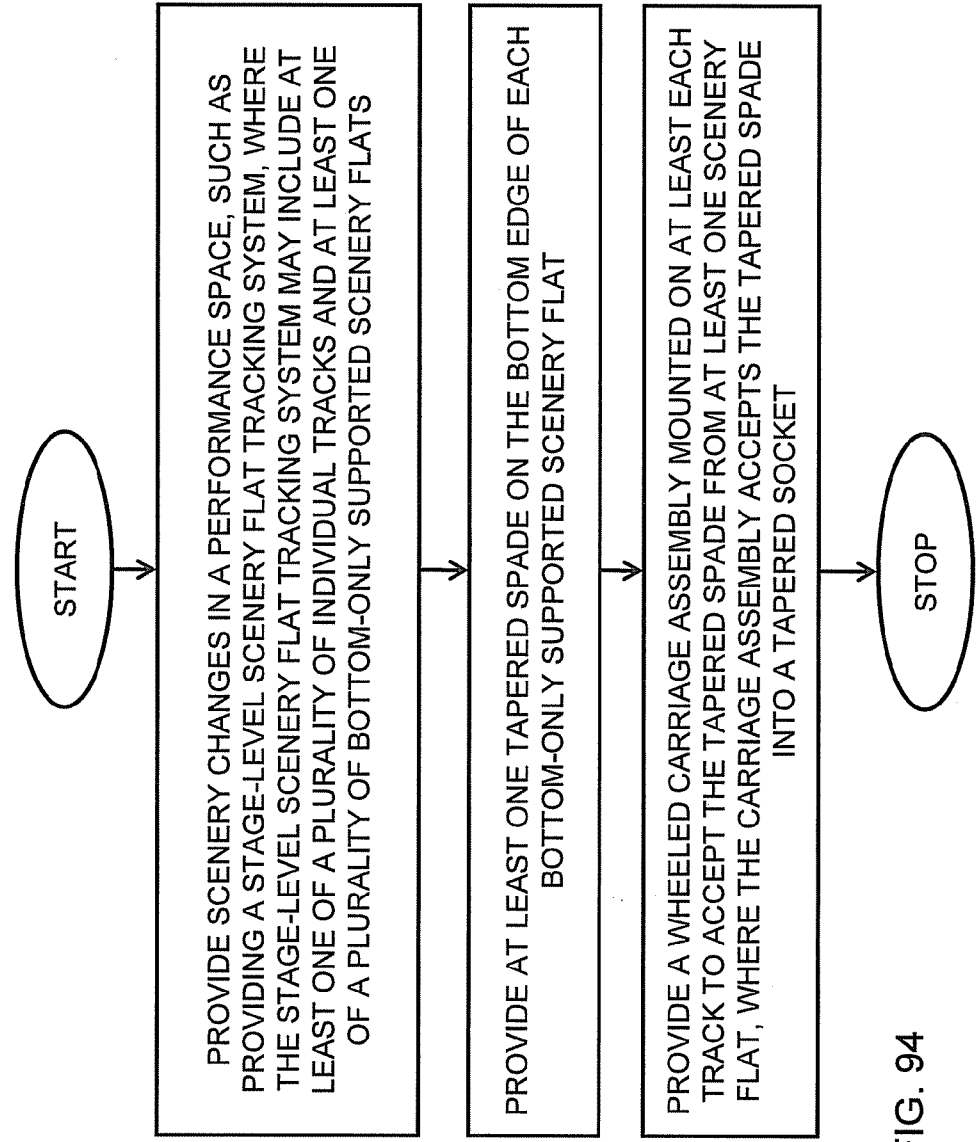 START
PROVIDE SCENERY CHANGES IN A PERFORMANCE SPACE, SUCH AS
PROVIDING A STAGE-LEVEL SCENERY FLAT TRACKING SYSTEM, WHERE
THE STAGE-LEVEL SCENERY FLAT TRACKING SYSTEM MAY INCLUDE AT
LEAST ONE OF A PLURALITY OF INDIVIDUAL TRACKS AND AT LEAST ONE
OF A PLURALITY OF BOTTOM-ONLY SUPPORTED SCENERY FLATS
PROVIDE AT LEAST ONE TAPERED SPADE ON THE BOTTOM EDGE OF EACH
BOTTOM-ONLY SUPPORTED SCENERY FLAT
PROVIDE A WHEELED CARRIAGE ASSEMBLY MOUNTED ON AT LEAST EACH
TRACK TO ACCEPT THE TAPERED SPADE FROM AT LEAST ONE SCENERY
FLAT, WHERE THE CARRIAGE ASSEMBLY ACCEPTS THE TAPERED SPADE
INTO A TAPERED SOCKET
STOP
FIG. 94